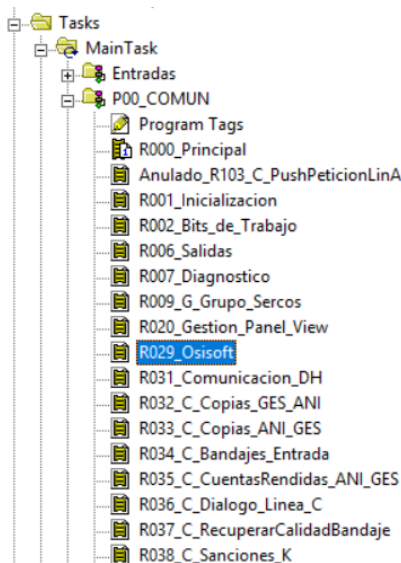 Tasks
MainTask
Entradas
P00_COMUN
Program Tags
R000_Principal
Anulado_R103_C_PushPeticionLinA
R001_Inicializacion
R002_Bits_de_Trabajo
R006_Salidas
R007_Diagnostico
R009_G_Grupo_Sercos
R020_Gestion_Panel_View
R029_Osisoft
R031_Comunicacion_DH
R032_C_Copias_GES_ANI
R033_C_Copias_ANI_GES
R034_C_Bandajes_Entrada
R035_C_CuentasRendidas_ANI_GES
R036_C_Dialogo_Linea_C
R037_C_RecuperarCalidadBandaje
R038_C_Sanciones_K